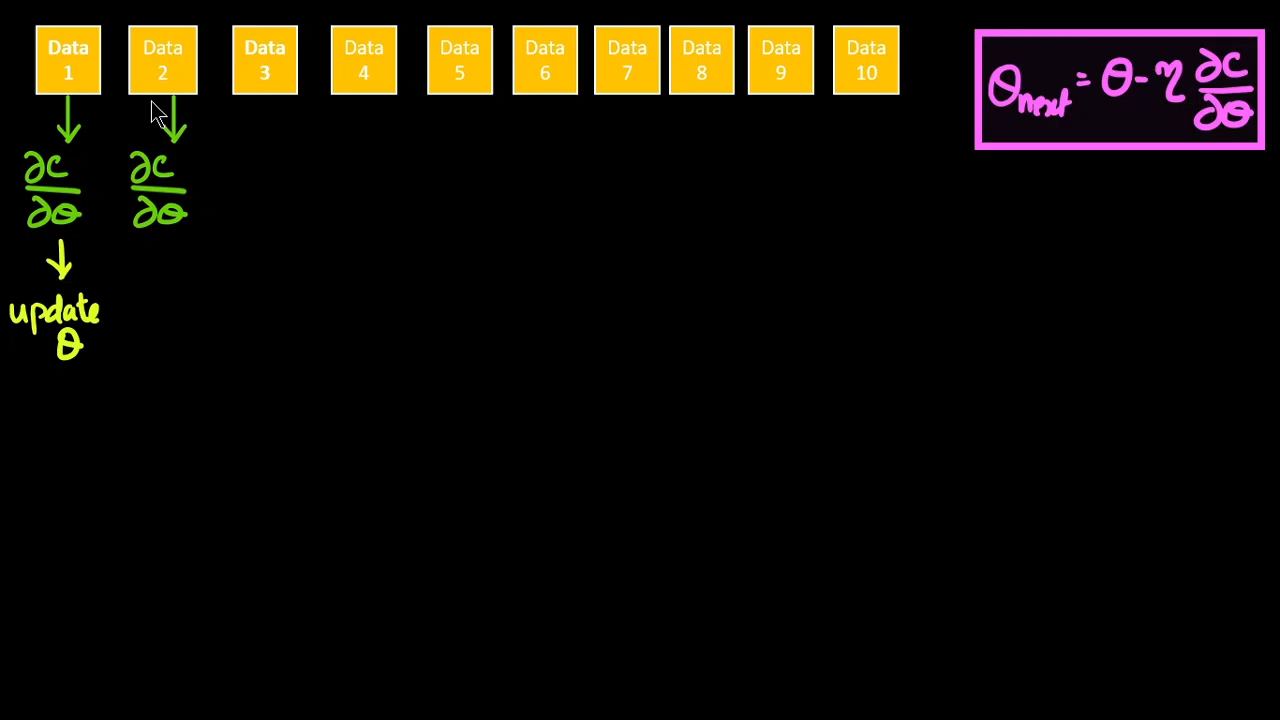 Data 1
Data 2
Data 3
Data 4
Data 5
Data 6
Data 7
Data 8
Data 9
Data 10
θnext = θ - η ∂C/∂θ
∂C/∂θ
∂C/∂θ
update
θ